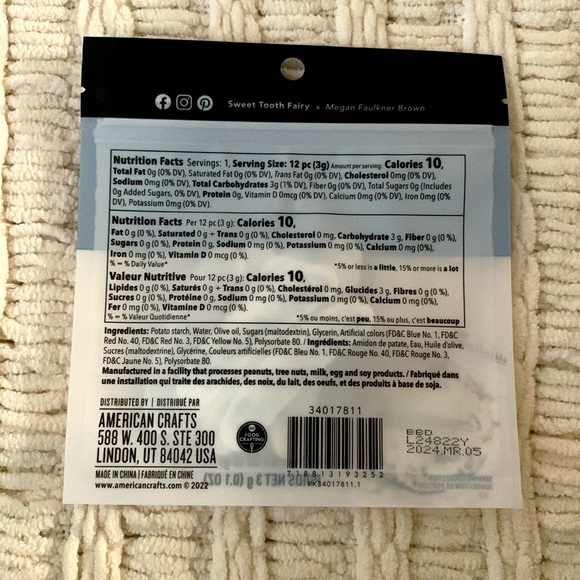 Sweet Tooth Fairy x Megan Faulkner Brown
Nutrition Facts Servings: 1, Serving Size: 12 pc (3g) Amount per serving: Calories 10,
Total Fat 0g (0% DV), Saturated Fat 0g (0% DV), Trans Fat 0g (0% DV), Cholesterol 0mg (0% DV),
Sodium 0mg (0% DV), Total Carbohydrates 3g (1% DV), Fiber 0g (0% DV), Total Sugars 0g (Includes
0g Added Sugars, 0% DV), Protein 0g, Vitamin D 0mcg (0% DV), Calcium 0mg (0% DV), Iron 0mg (0%
DV), Potassium 0mg (0% DV).
Nutrition Facts Per 12 pc (3 g): Calories 10,
Fat 0 g (0 %), Saturated 0 g + Trans 0 g (0 %), Cholesterol 0 mg, Carbohydrate 3 g, Fiber 0 g (0 %),
Sugars 0 g (0 %), Protein 0 g, Sodium 0 mg (0 %), Potassium 0 mg (0 %), Calcium 0 mg (0 %),
Iron 0 mg (0 %), Vitamin D 0 mcg (0 %).
% = % Daily Value* *5% or less is a little, 15% or more is a lot
Valeur Nutritive Pour 12 pc (3 g): Calories 10,
Lipides 0 g (0 %), Saturés 0 g + Trans 0 g (0 %), Cholestérol 0 mg, Glucides 3 g, Fibres 0 g (0 %),
Sucres 0 g (0 %), Protéine 0 g, Sodium 0 mg (0 %), Potassium 0 mg (0 %), Calcium 0 mg (0 %),
Fer 0 mg (0 %), Vitamine D 0 mcg (0 %).
% = % Valeur Quotidienne* *5% ou moins, c'est peu, 15% ou plus, c'est beaucoup
Ingredients: Potato starch, Water, Olive oil, Sugars (maltodextrin), Glycerin, Artificial colors (FD&C Blue No. 1, FD&C
Red No. 40, FD&C Red No. 3, FD&C Yellow No. 5), Polysorbate 80. / Ingrédients: Amidon de patate, Eau, Huile d'olive,
Sucres (maltodextrine), Glycérine, Couleurs artificielles (FD&C Bleu No. 1, FD&C Rouge No. 40, FD&C Rouge No. 3,
FD&C Jaune No. 5), Polysorbate 80.
Manufactured in a facility that processes peanuts, tree nuts, milk, egg and soy products. / Fabriqué dans
une installation qui traite des arachides, des noix, du lait, des oeufs, et des produits à base de soja.
DISTRIBUTED BY | DISTRIBUÉ PAR
AMERICAN CRAFTS
588 W. 400 S. STE 300
LINDON, UT 84042 USA
MADE IN CHINA | FABRIQUÉ EN CHINE
www.americancrafts.com © 2022
FOOD
CRAFTING
34017811
7 18813 19325 2
PK34017811.1
BBD
L24822Y
2024.MR.05
NET 3 g (0.1 OZ)